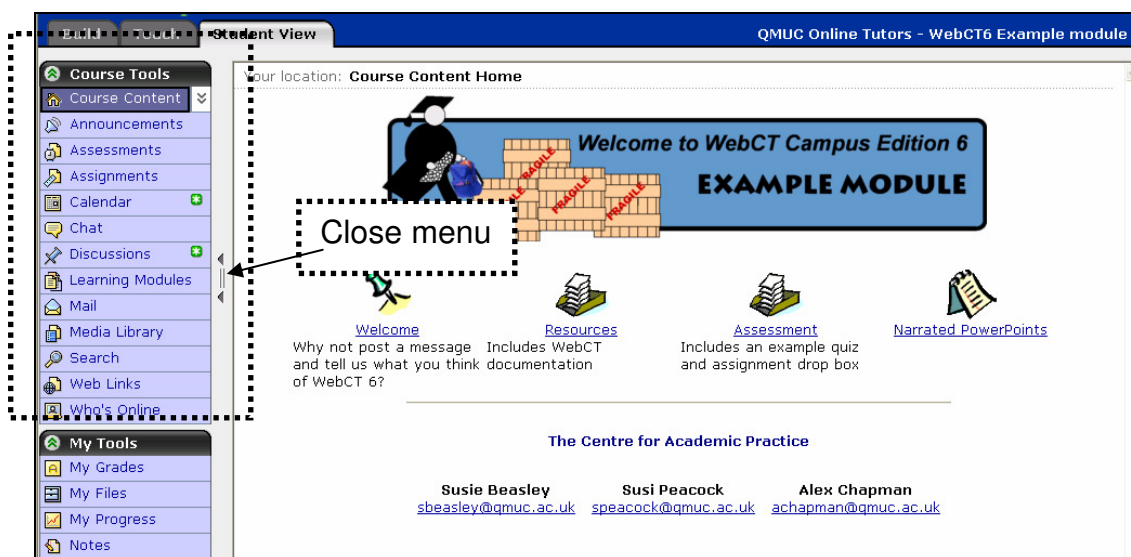 Build Teach Student View QMUC Online Tutors - WebCT6 Example module
Course Tools
Course Content
Announcements
Assessments
Assignments
Calendar
Chat
Discussions
Learning Modules
Mail
Media Library
Search
Web Links
Who's Online
My Tools
My Grades
My Files
My Progress
Notes
Your location: Course Content Home
Welcome to WebCT Campus Edition 6
EXAMPLE MODULE
FRAGILE
FRAGILE
FRAGILE
FRAGILE
Close menu
Welcome
Why not post a message
and tell us what you think
of WebCT 6?
Resources
Includes WebCT
documentation
Assessment
Includes an example quiz
and assignment drop box
Narrated PowerPoints
The Centre for Academic Practice
Susie Beasley Susi Peacock Alex Chapman
sbeasley@qmuc.ac.uk speacock@qmuc.ac.uk achapman@qmuc.ac.uk